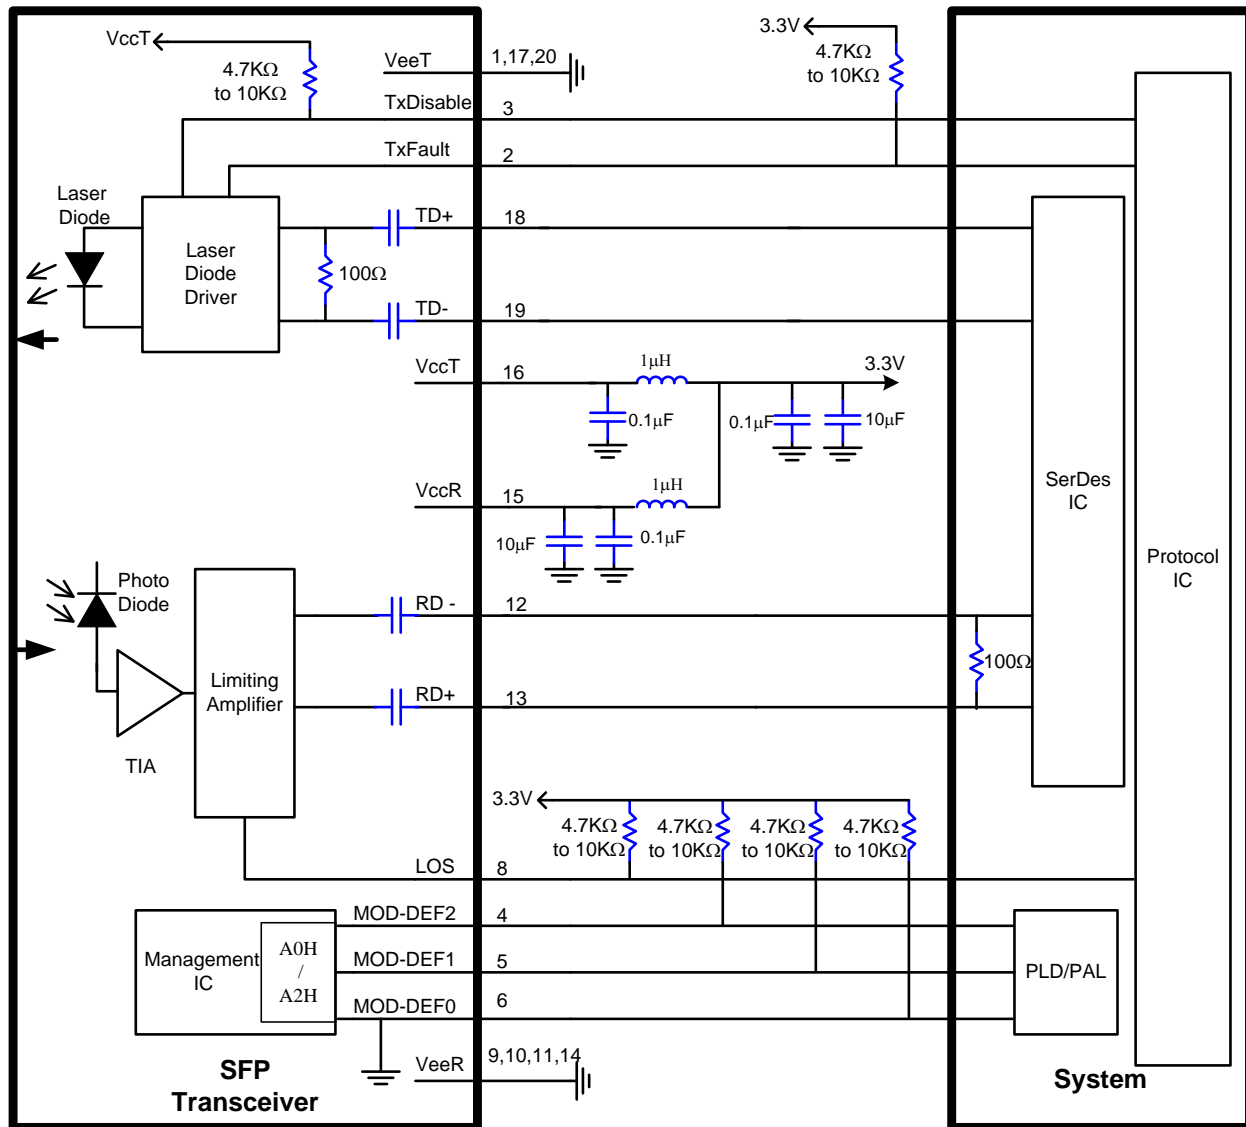 VccT
4.7KΩ
to 10KΩ
VeeT
1,17,20
3.3V
4.7KΩ
to 10KΩ
TxDisable
3
TxFault
2
Laser
Diode
Laser
Diode
Driver
TD+
18
100Ω
TD-
19
VccT
16
1μH
3.3V
0.1μF
0.1μF
10μF
VccR
15
1μH
10μF
0.1μF
SerDes
IC
Protocol
IC
Photo
Diode
RD -
12
Limiting
Amplifier
100Ω
RD+
13
TIA
3.3V
4.7KΩ
to 10KΩ
4.7KΩ
to 10KΩ
4.7KΩ
to 10KΩ
4.7KΩ
to 10KΩ
LOS
8
MOD-DEF2
4
Management
IC
A0H
/
A2H
MOD-DEF1
5
PLD/PAL
MOD-DEF0
6
VeeR
9,10,11,14
SFP
Transceiver
System